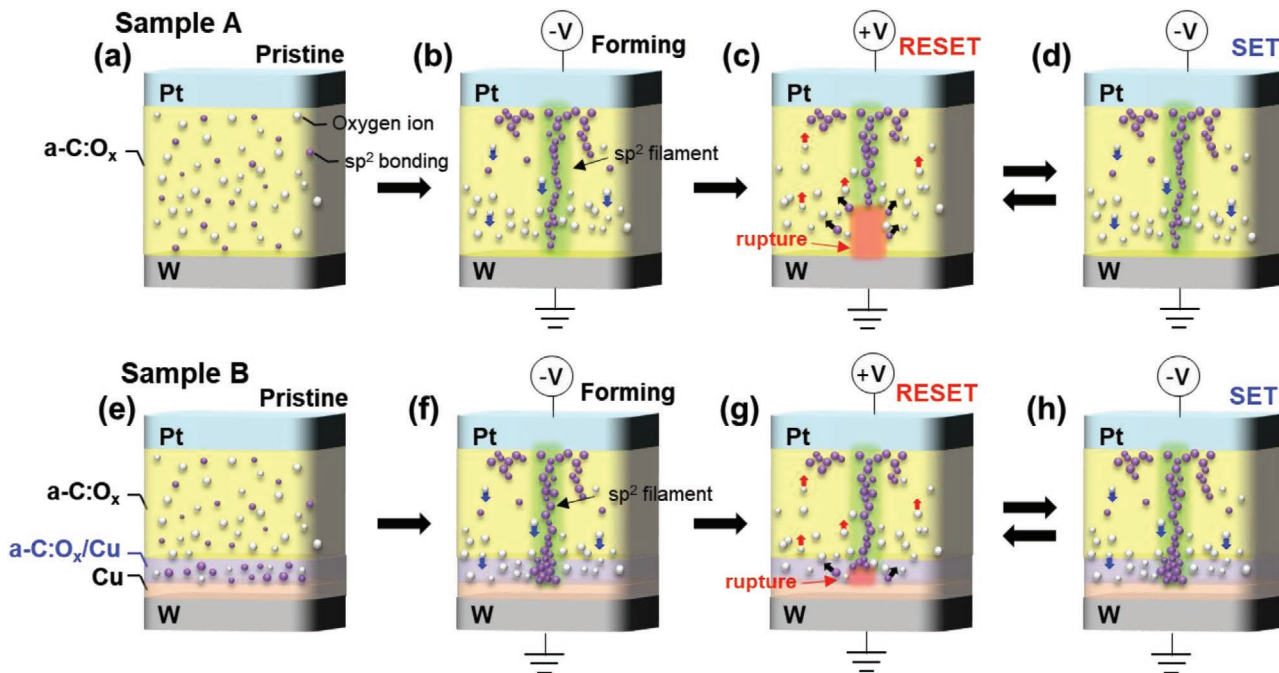 Sample A
(a)
Pristine
Pt
Oxygen ion
sp² bonding
a-C:Oₓ
W
(b)
-V
Forming
Pt
sp² filament
W
(c)
+V
RESET
Pt
rupture
W
(d)
-V
SET
Pt
W
Sample B
(e)
Pristine
Pt
a-C:Oₓ
a-C:Oₓ/Cu
Cu
W
(f)
-V
Forming
Pt
sp² filament
W
(g)
+V
RESET
Pt
rupture
W
(h)
-V
SET
Pt
W